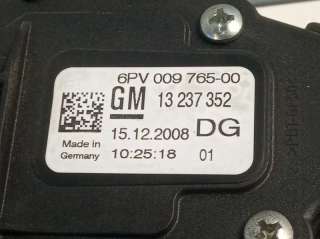 6PV 009 765-00
GM 13 237 352
15.12.2008 DG
Made in Germany 10:25:18 01